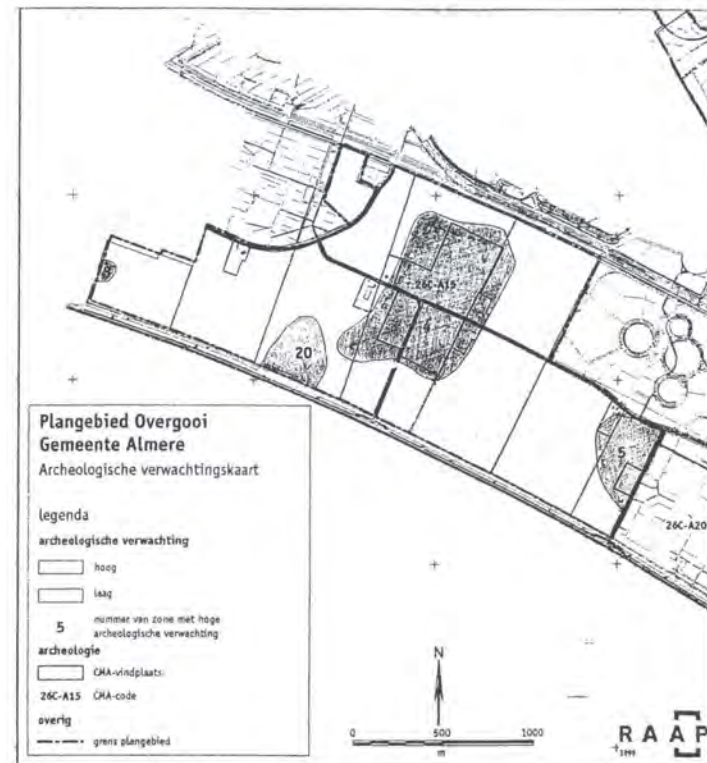 26C-A15
20
5
26C-A20
Plangebied Overgooi
Gemeente Almere
Archeologische verwachtingskaart
legenda
archeologische verwachting
hoog
laag
5 nummer van zone met hoge
archeologische verwachting
archeologie
CMA-vindplaats
26C-A15 CMA-code
overig
grens plangebied
N
0 500 1000
m
RAAP